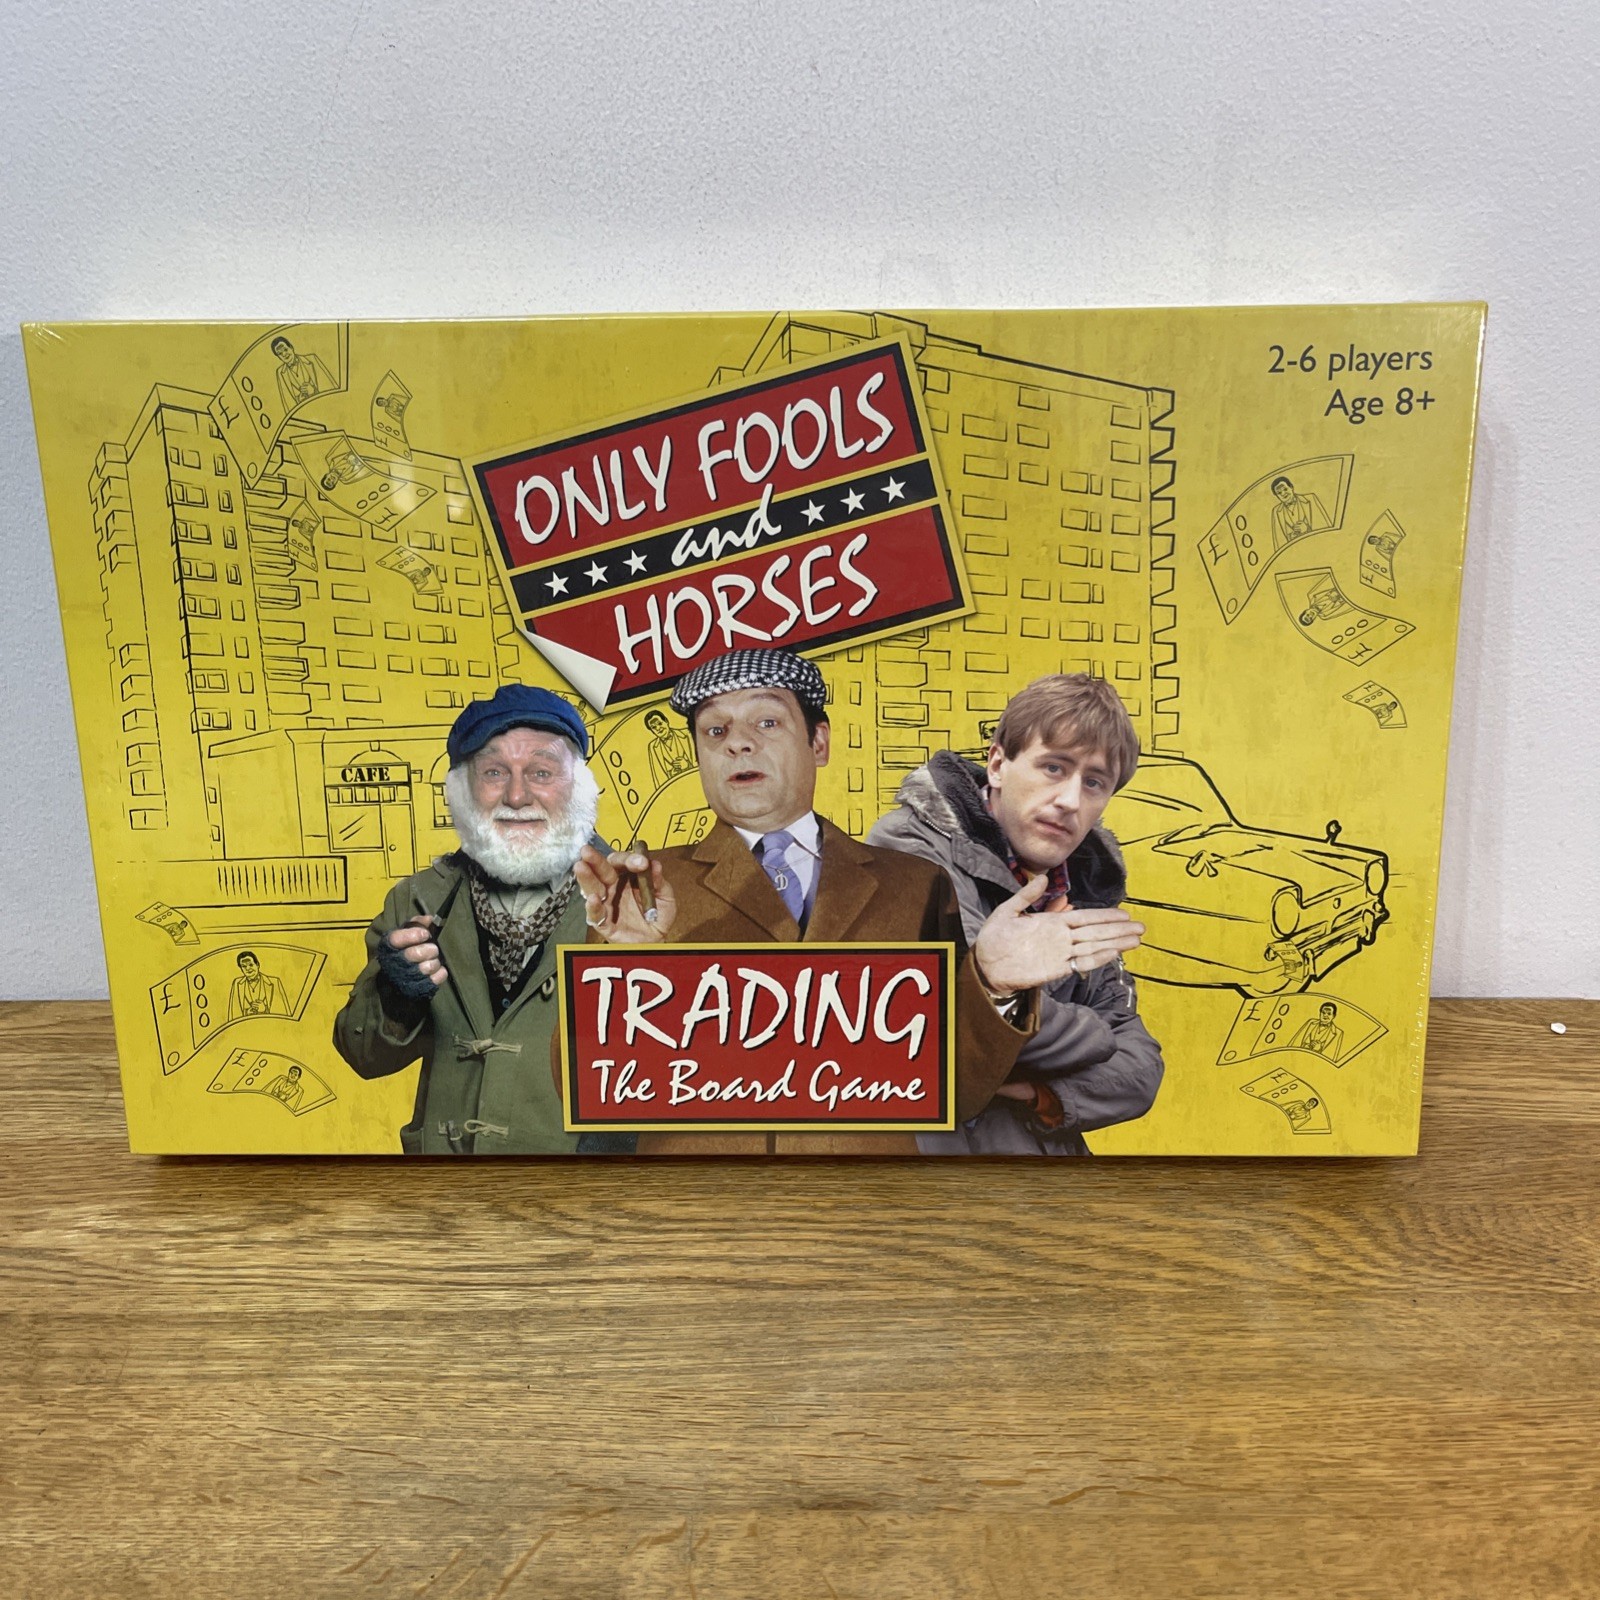 2-6 players
Age 8+
ONLY FOOLS
and
HORSES
CAFE
D
TRADING
The Board Game